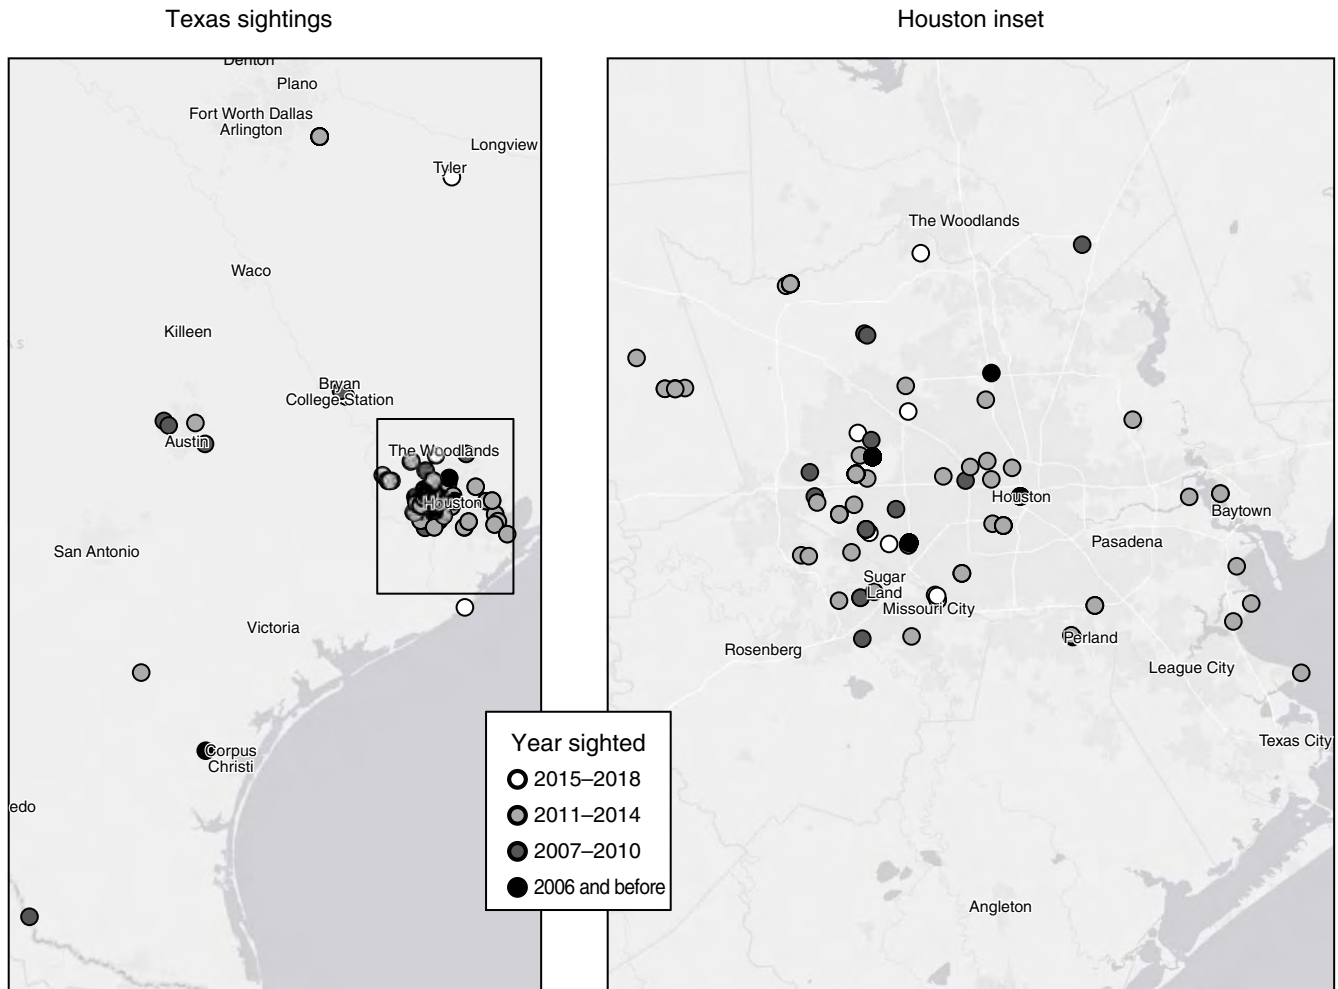 Texas sightings
Houston inset
Denton
Plano
Fort Worth Dallas
Arlington
Longview
Tyler
Waco
Killeen
Bryan
College Station
Austin
The Woodlands
Houston
San Antonio
Victoria
Corpus
Christi
edo
The Woodlands
Houston
Baytown
Pasadena
Sugar
Land
Missouri City
Perland
Rosenberg
League City
Texas City
Angleton
Year sighted
2015–2018
2011–2014
2007–2010
2006 and before